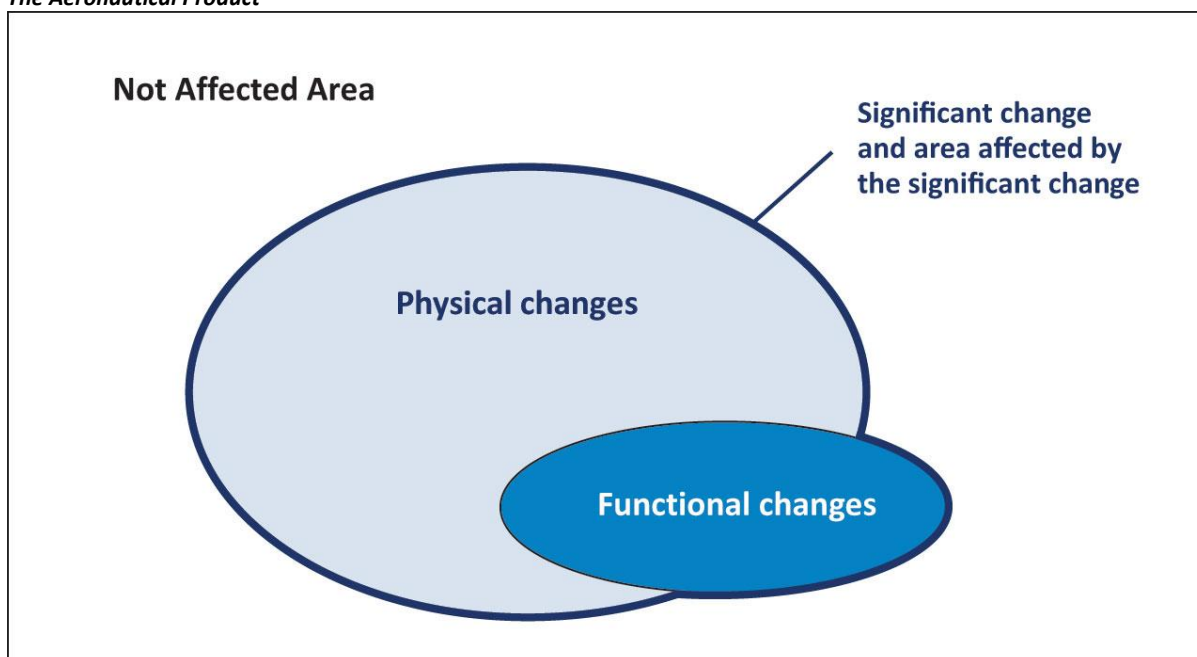 The Aeronautical Product
Not Affected Area
Significant change
and area affected by
the significant change
Physical changes
Functional changes